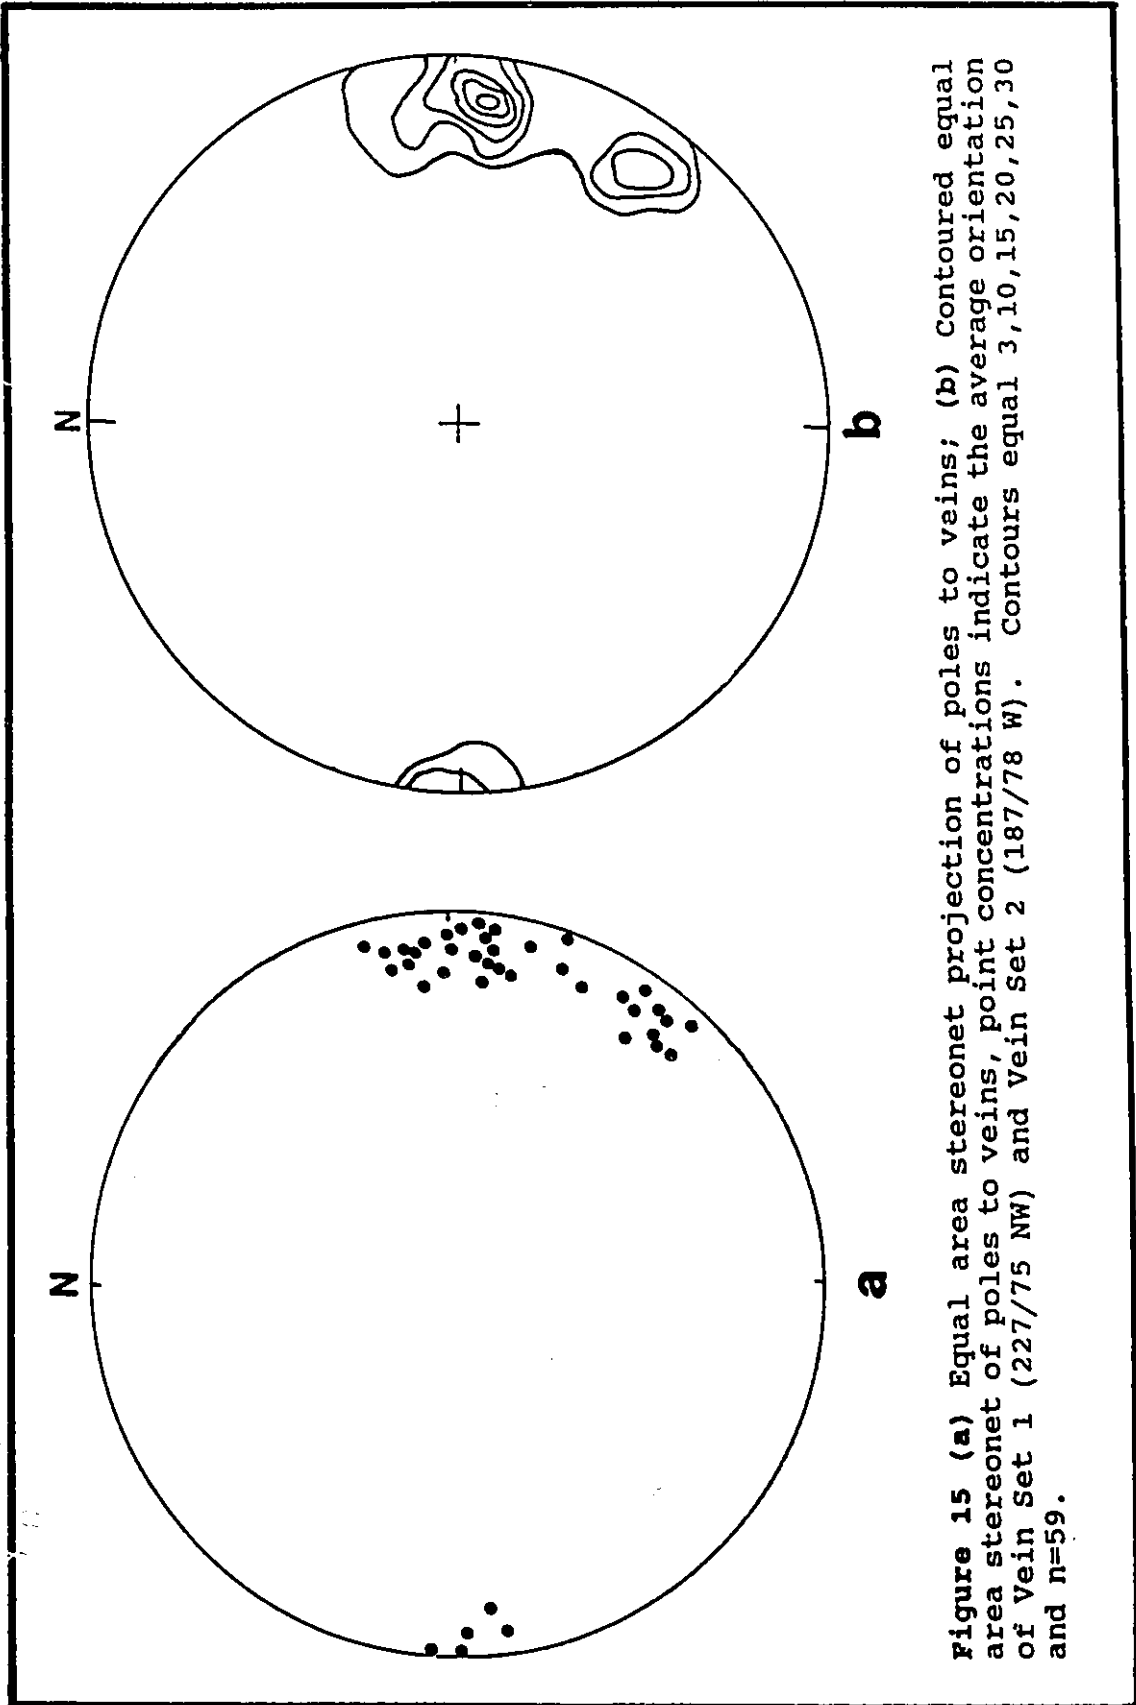 N
N
a
b
Figure 15 (a) Equal area stereonet projection of poles to veins; (b) Contoured equal
area stereonet of poles to veins, point concentrations indicate the average orientation
of Vein Set 1 (227/75 NW) and Vein Set 2 (187/78 W). Contours equal 3,10,15,20,25,30
and n=59.